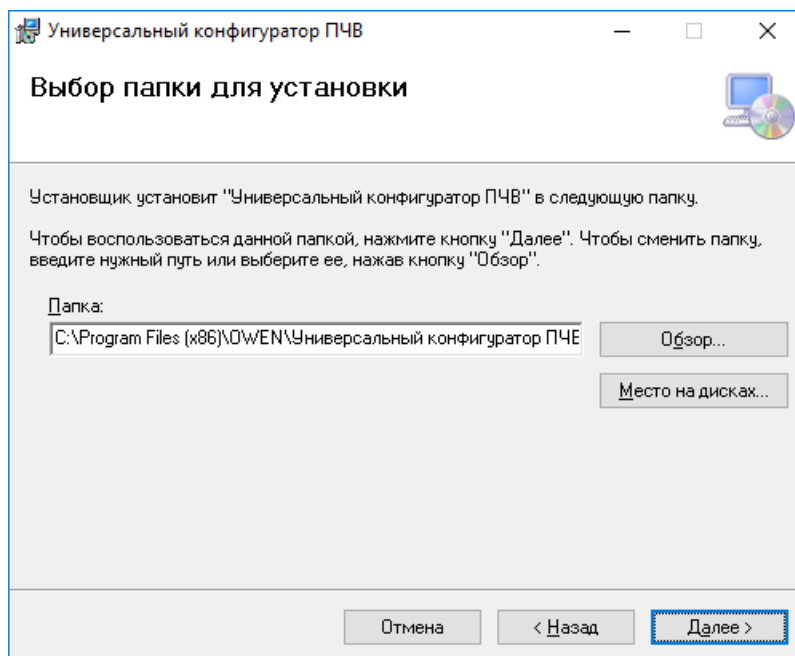 Универсальный конфигуратор ПЧВ
Выбор папки для установки
Установщик установит "Универсальный конфигуратор ПЧВ" в следующую папку.
Чтобы воспользоваться данной папкой, нажмите кнопку "Далее". Чтобы сменить папку,
введите нужный путь или выберите ее, нажав кнопку "Обзор".
Папка:
C:\Program Files (x86)\OWEN\Универсальный конфигуратор ПЧВ
Обзор...
Место на дисках...
Отмена
< Назад
Далее >